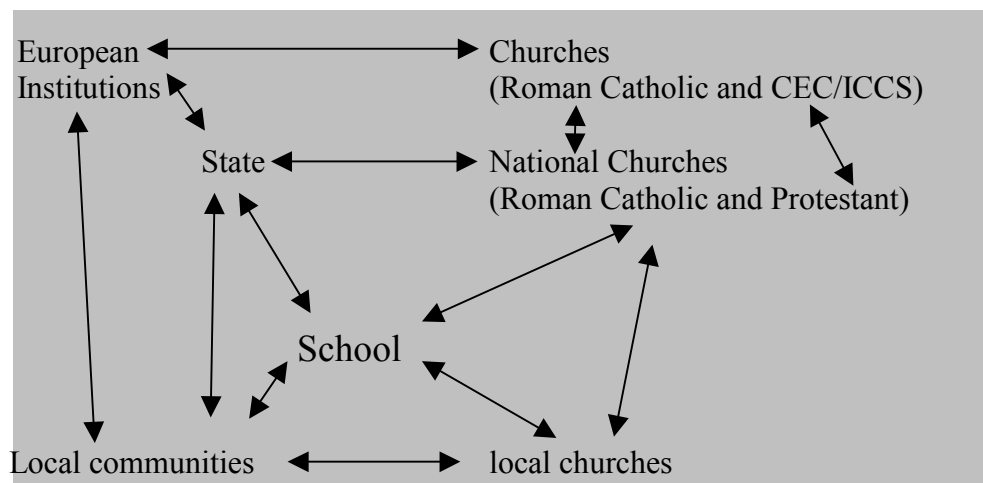 European
Institutions
Churches
(Roman Catholic and CEC/ICCS)
State
National Churches
(Roman Catholic and Protestant)
School
Local communities
local churches